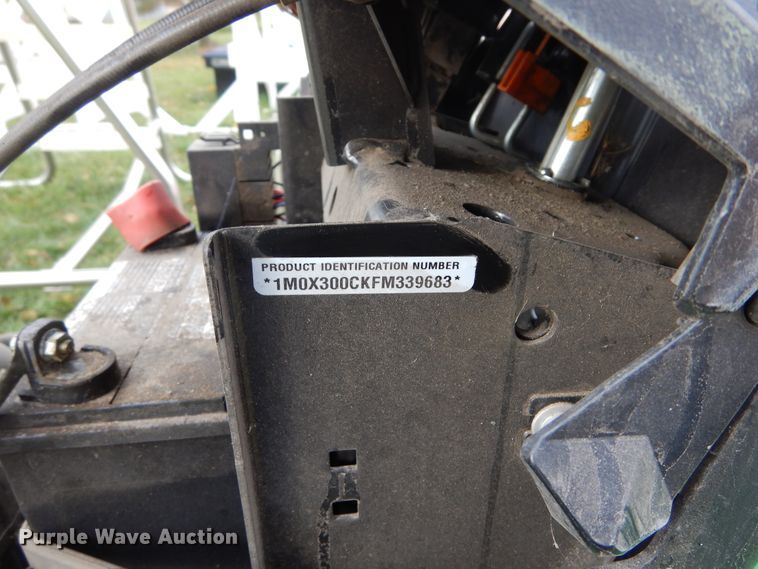 PRODUCT IDENTIFICATION NUMBER
*1M0X300CKFM339683*
Purple Wave Auction